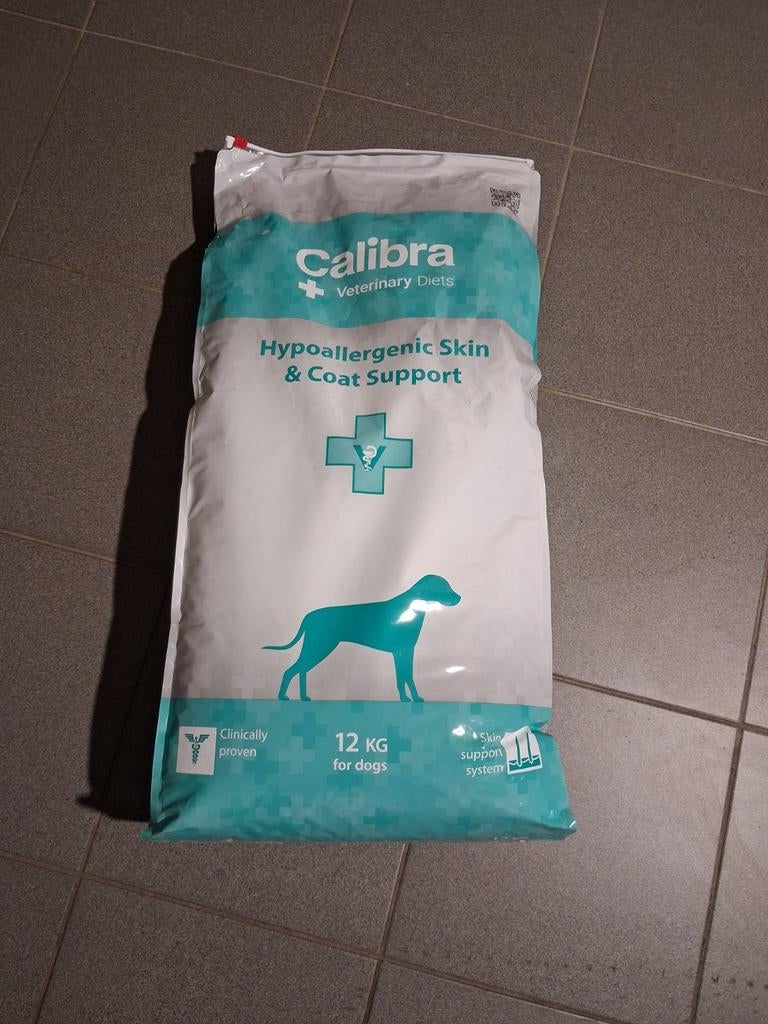 Calibra
Veterinary Diets
Hypoallergenic Skin
& Coat Support
Clinically
proven
12 KG
for dogs
Skin
support
system